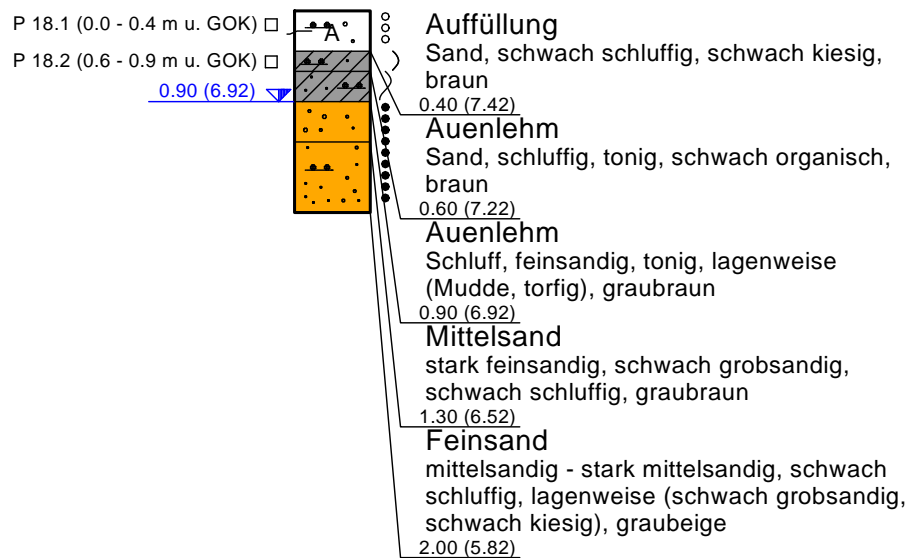 P 18.1 (0.0 - 0.4 m u. GOK)
A
P 18.2 (0.6 - 0.9 m u. GOK)
0.90 (6.92)
Auffüllung
Sand, schwach schluffig, schwach kiesig,
braun
0.40 (7.42)
Auenlehm
Sand, schluffig, tonig, schwach organisch,
braun
0.60 (7.22)
Auenlehm
Schluff, feinsandig, tonig, lagenweise
(Mudde, torfig), graubraun
0.90 (6.92)
Mittelsand
stark feinsandig, schwach grobsandig,
schwach schluffig, graubraun
1.30 (6.52)
Feinsand
mittelsandig - stark mittelsandig, schwach
schluffig, lagenweise (schwach grobsandig,
schwach kiesig), graubeige
2.00 (5.82)